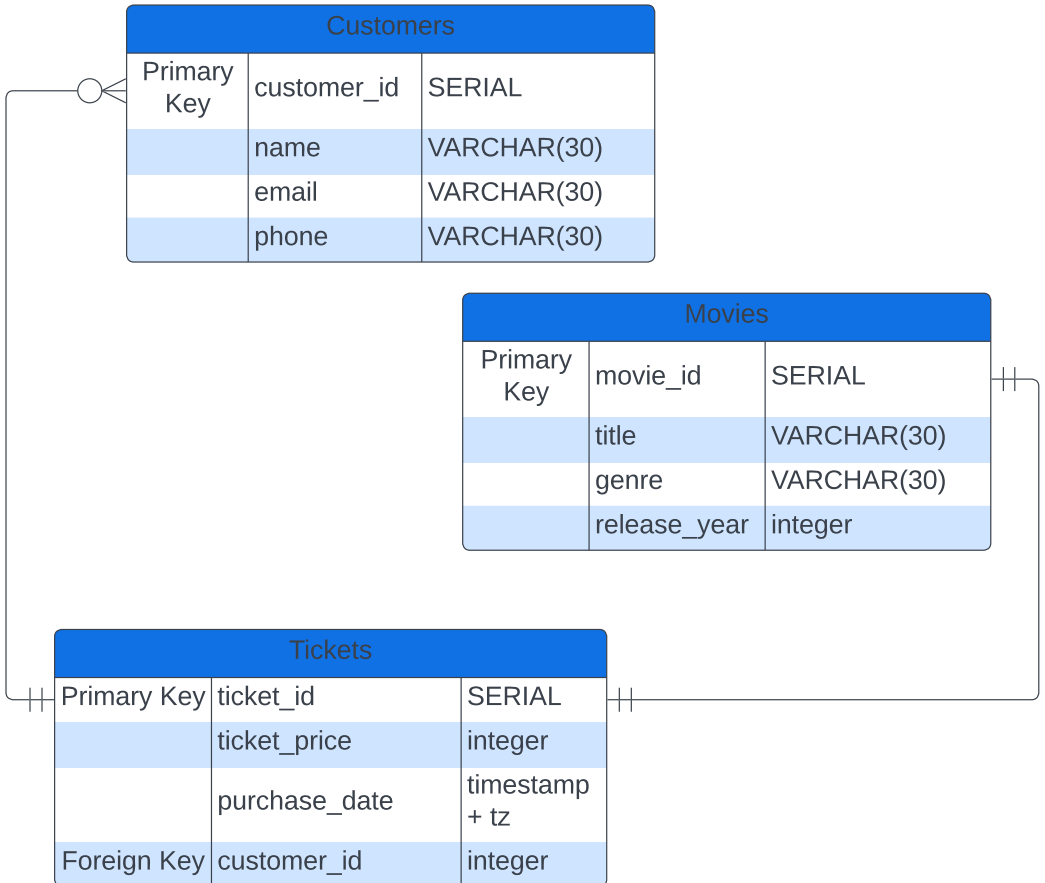 Customers
Primary
Key
customer_id
SERIAL
name
VARCHAR(30)
email
VARCHAR(30)
phone
VARCHAR(30)
Movies
Primary
Key
movie_id
SERIAL
title
VARCHAR(30)
genre
VARCHAR(30)
release_year
integer
Tickets
Primary Key
ticket_id
SERIAL
ticket_price
integer
purchase_date
timestamp
+ tz
Foreign Key
customer_id
integer